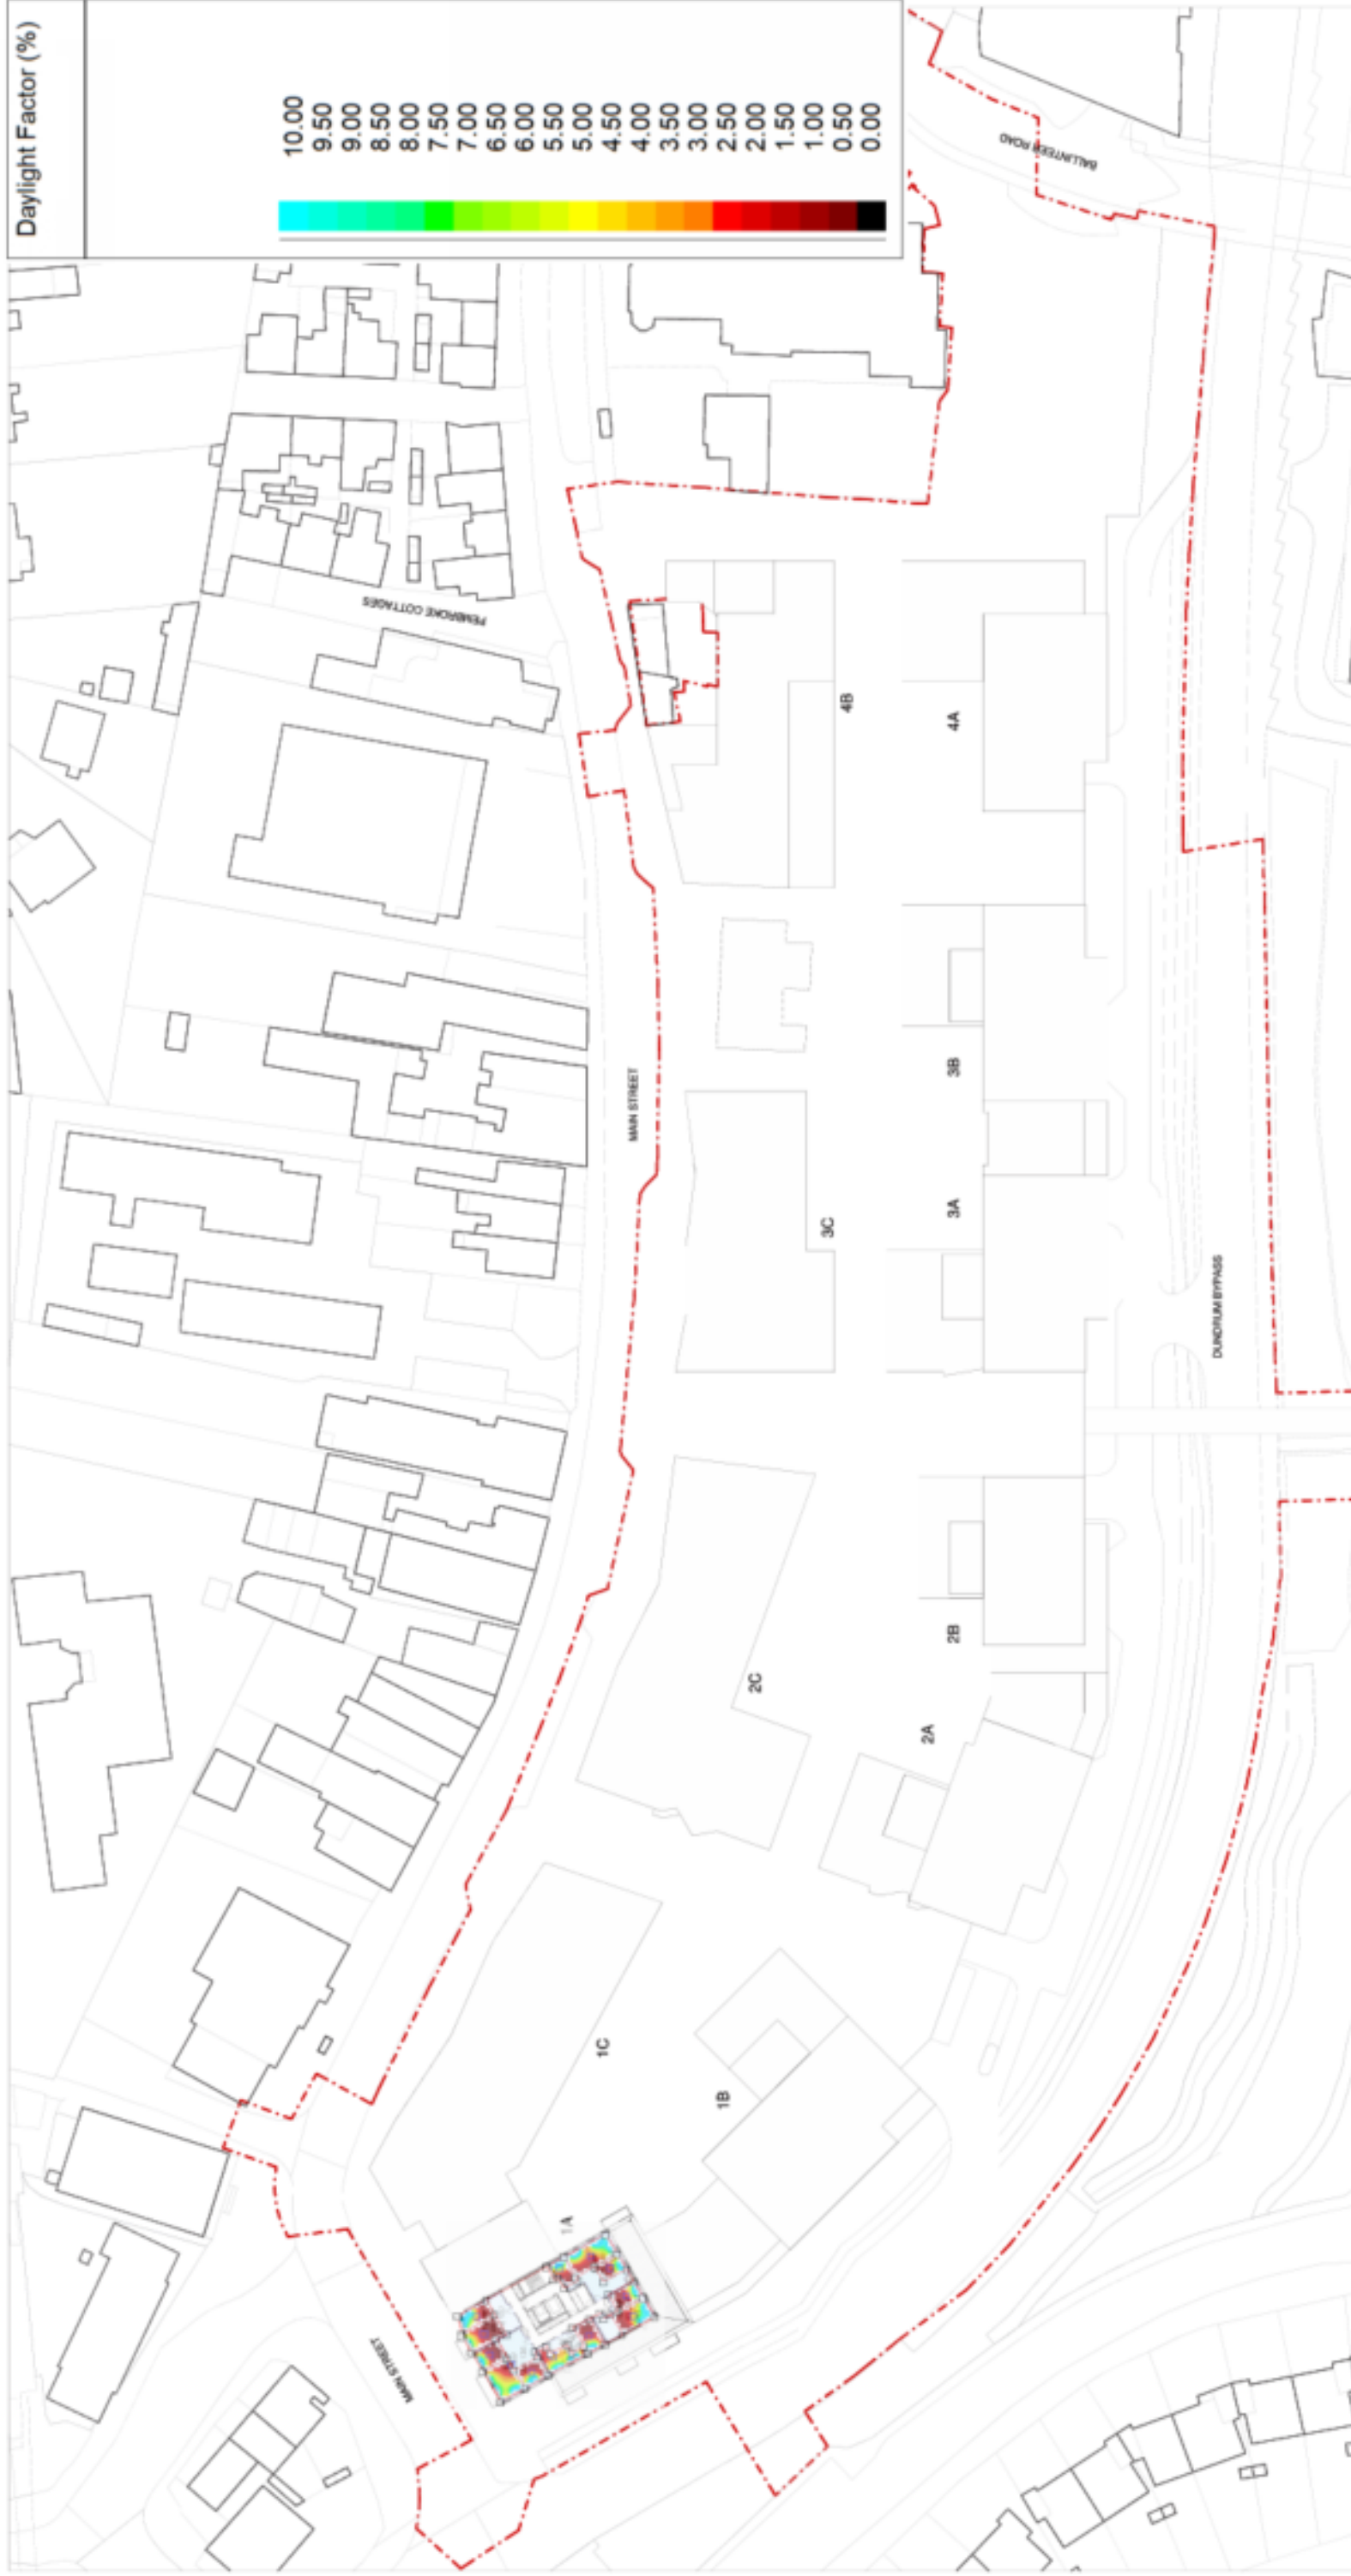 Daylight Factor (%)
10.00
9.50
9.00
8.50
8.00
7.50
7.00
6.50
6.00
5.50
5.00
4.50
4.00
3.50
3.00
2.50
2.00
1.50
1.00
0.50
0.00
BALLINTEER ROAD
PEMBROKE COTTAGES
MAIN STREET
MAIN STREET
DUNDRUM BYPASS
1A
1B
1C
2A
2B
2C
3A
3B
3C
4A
4B